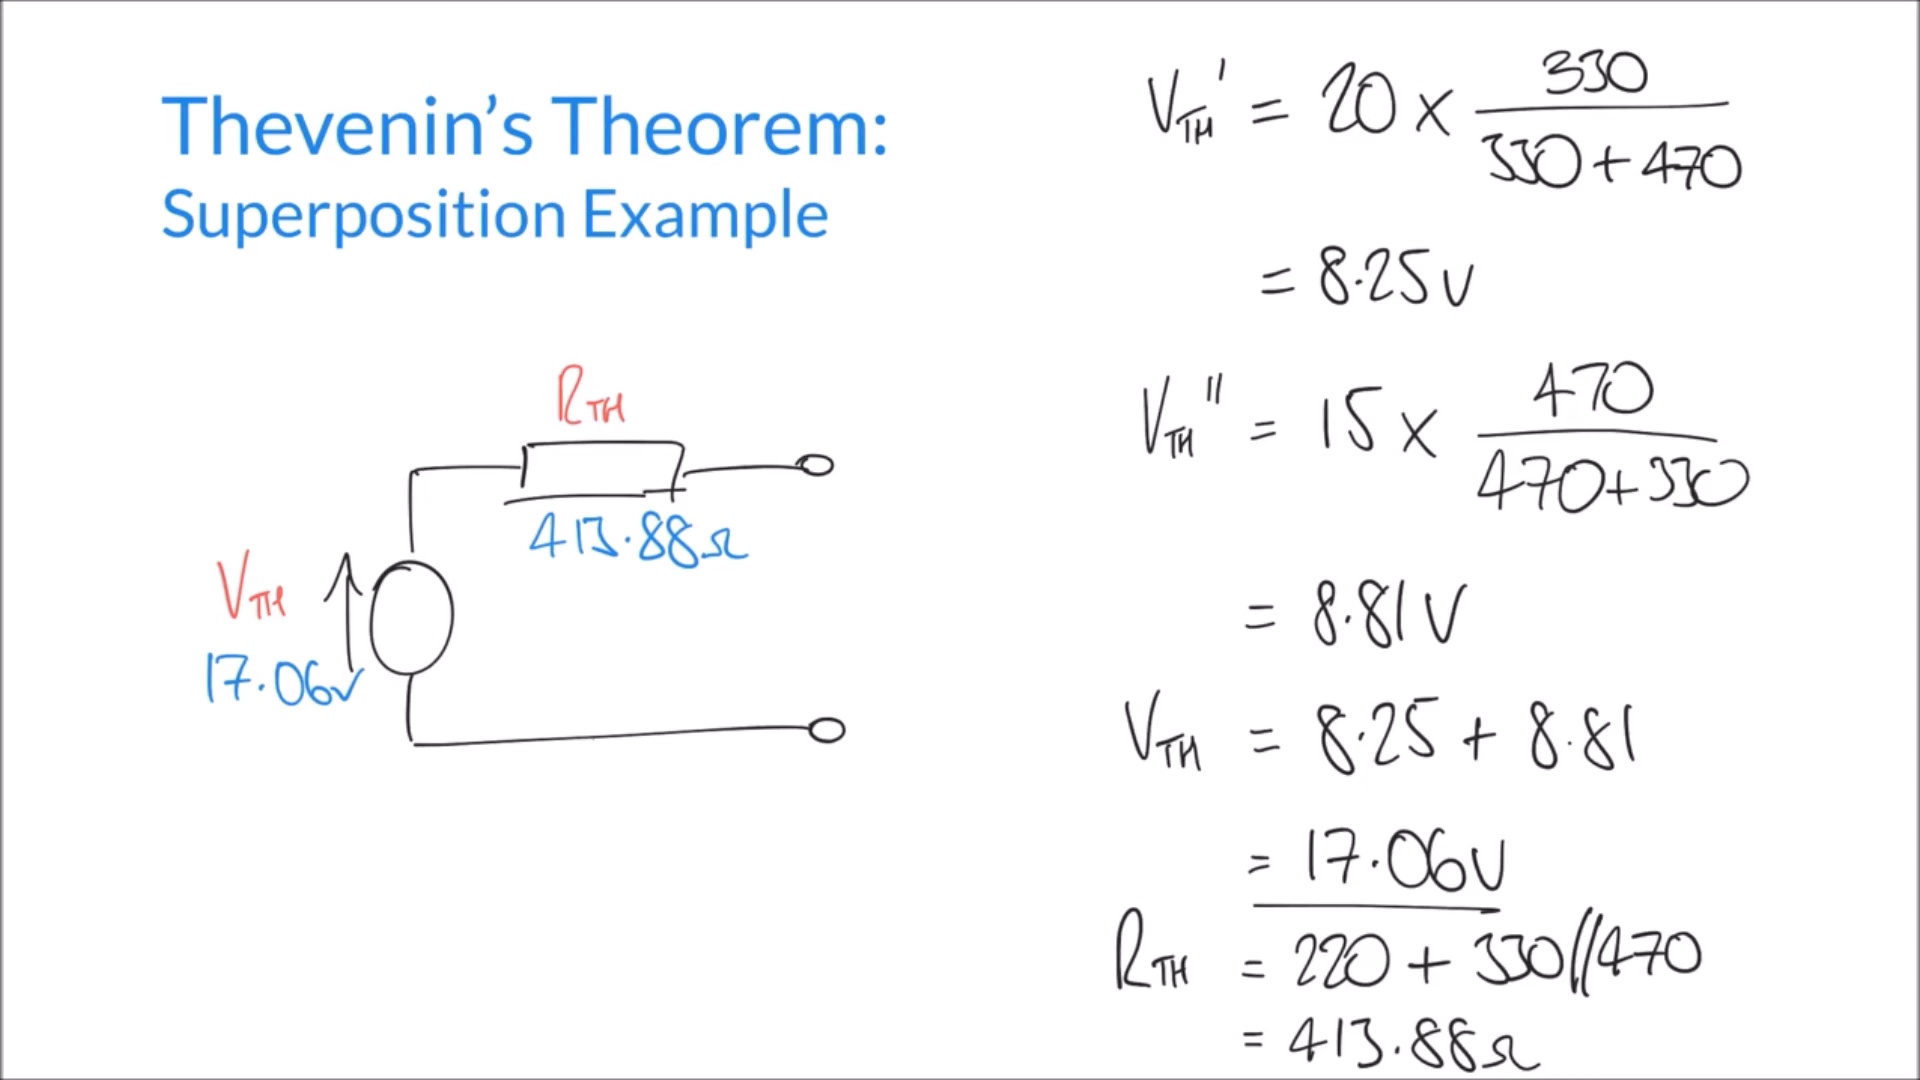 Thevenin’s Theorem:
Superposition Example
R_TH
413.88Ω
V_TH
17.06v
V_TH' = 20 x 330 / (330 + 470)
= 8.25v
V_TH'' = 15 x 470 / (470+330)
= 8.81V
V_TH = 8.25 + 8.81
= 17.06V
R_TH = 220 + 330//470
= 413.88Ω